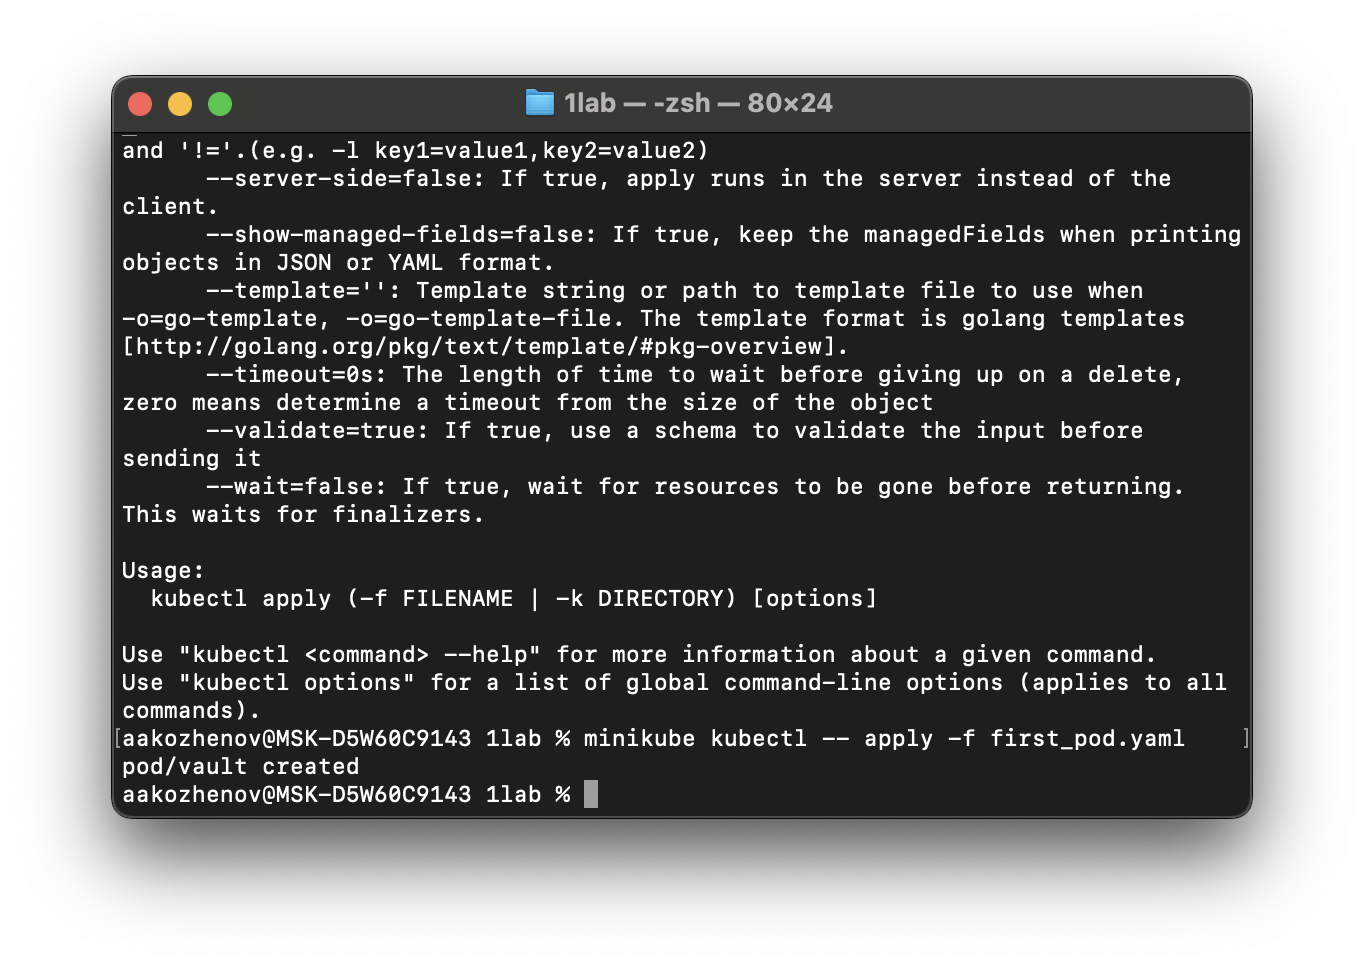 1lab — -zsh — 80×24
and '!='.(e.g. -l key1=value1,key2=value2)
      --server-side=false: If true, apply runs in the server instead of the
client.
      --show-managed-fields=false: If true, keep the managedFields when printing
objects in JSON or YAML format.
      --template='': Template string or path to template file to use when
-o=go-template, -o=go-template-file. The template format is golang templates
[http://golang.org/pkg/text/template/#pkg-overview].
      --timeout=0s: The length of time to wait before giving up on a delete,
zero means determine a timeout from the size of the object
      --validate=true: If true, use a schema to validate the input before
sending it
      --wait=false: If true, wait for resources to be gone before returning.
This waits for finalizers.

Usage:
  kubectl apply (-f FILENAME | -k DIRECTORY) [options]

Use "kubectl <command> --help" for more information about a given command.
Use "kubectl options" for a list of global command-line options (applies to all
commands).
[aakozhenov@MSK-D5W60C9143 1lab % minikube kubectl -- apply -f first_pod.yaml    ]
pod/vault created
aakozhenov@MSK-D5W60C9143 1lab %